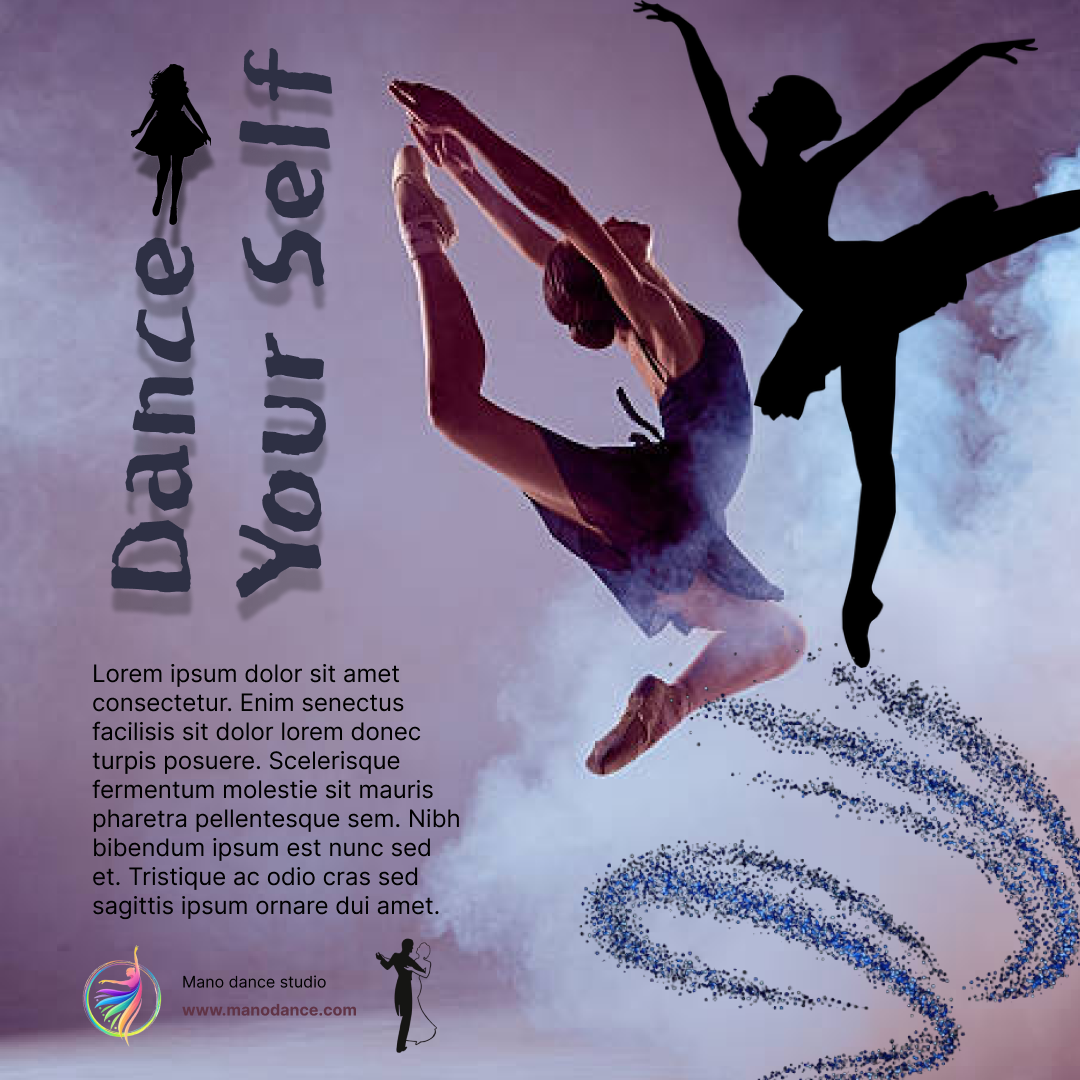 Dance
Your Self
Lorem ipsum dolor sit amet
consectetur. Enim senectus
facilisis sit dolor lorem donec
turpis posuere. Scelerisque
fermentum molestie sit mauris
pharetra pellentesque sem. Nibh
bibendum ipsum est nunc sed
et. Tristique ac odio cras sed
sagittis ipsum ornare dui amet.
Mano dance studio
www.manodance.com